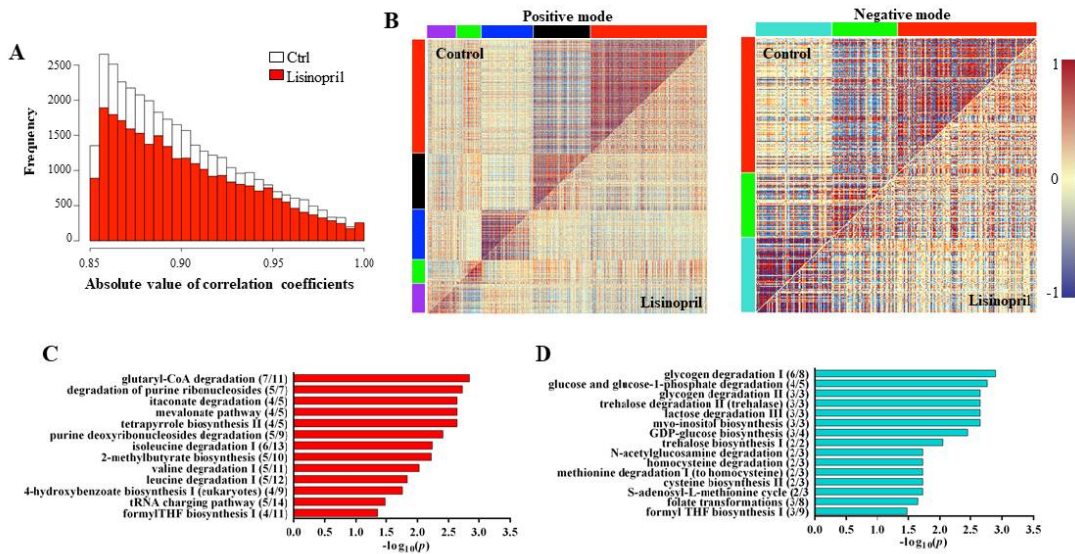 A
Ctrl
Lisinopril
Frequency
2500
2000
1500
1000
500
0
0.85
0.90
0.95
1.00
Absolute value of correlation coefficients
B
Positive mode
Control
Lisinopril
Negative mode
Control
Lisinopril
1
0
-1
C
glutaryl-CoA degradation (7/11)
degradation of purine ribonucleosides (5/7)
itaconate degradation (4/5)
mevalonate pathway (4/5)
tetrapyrrole biosynthesis II (4/5)
purine deoxyribonucleosides degradation (5/9)
isoleucine degradation I (6/13)
2-methylbutyrate biosynthesis (5/10)
valine degradation I (5/11)
leucine degradation I (5/12)
4-hydroxybenzoate biosynthesis I (eukaryotes) (4/9)
tRNA charging pathway (5/14)
formylTHF biosynthesis I (4/11)
0.0 0.5 1.0 1.5 2.0 2.5 3.0 3.5
-log10(p)
D
glycogen degradation I (6/8)
glucose and glucose-1-phosphate degradation (4/5)
glycogen degradation II (3/3)
trehalose degradation II (trehalase) (3/3)
lactose degradation III (3/3)
myo-inositol biosynthesis (3/3)
GDP-glucose biosynthesis (3/4)
trehalose biosynthesis I (2/2)
N-acetylglucosamine degradation (2/3)
homocysteine degradation (2/3)
methionine degradation I (to homocysteine) (2/3)
cysteine biosynthesis II (2/3)
S-adenosyl-L-methionine cycle (2/3
folate transformations (3/8)
formyl THF biosynthesis I (3/9)
0.0 0.5 1.0 1.5 2.0 2.5 3.0 3.5
-log10(p)